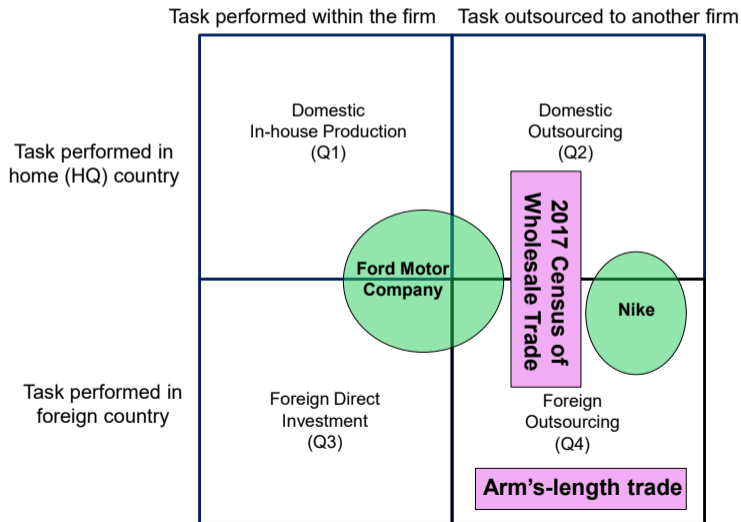 Task performed within the firm
Task outsourced to another firm
Task performed in
home (HQ) country
Domestic
In-house Production
(Q1)
Domestic
Outsourcing
(Q2)
2017 Census of
Wholesale Trade
Ford Motor
Company
Nike
Task performed in
foreign country
Foreign Direct
Investment
(Q3)
Foreign
Outsourcing
(Q4)
Arm's-length trade